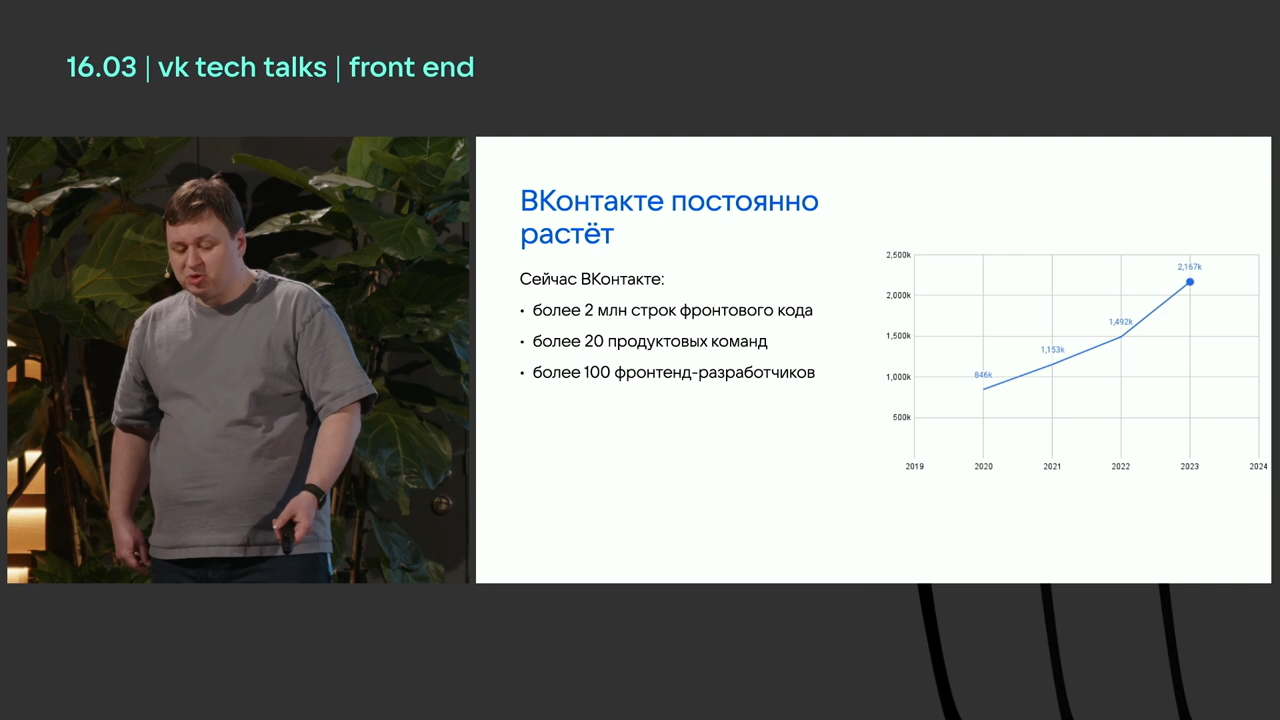 16.03 | vk tech talks | front end
ВКонтакте постоянно
растёт
Сейчас ВКонтакте:
• более 2 млн строк фронтового кода
• более 20 продуктовых команд
• более 100 фронтенд-разработчиков
2,500k
2,000k
1,500k
1,000k
500k
846k
1,153k
1,492k
2,167k
2019
2020
2021
2022
2023
2024